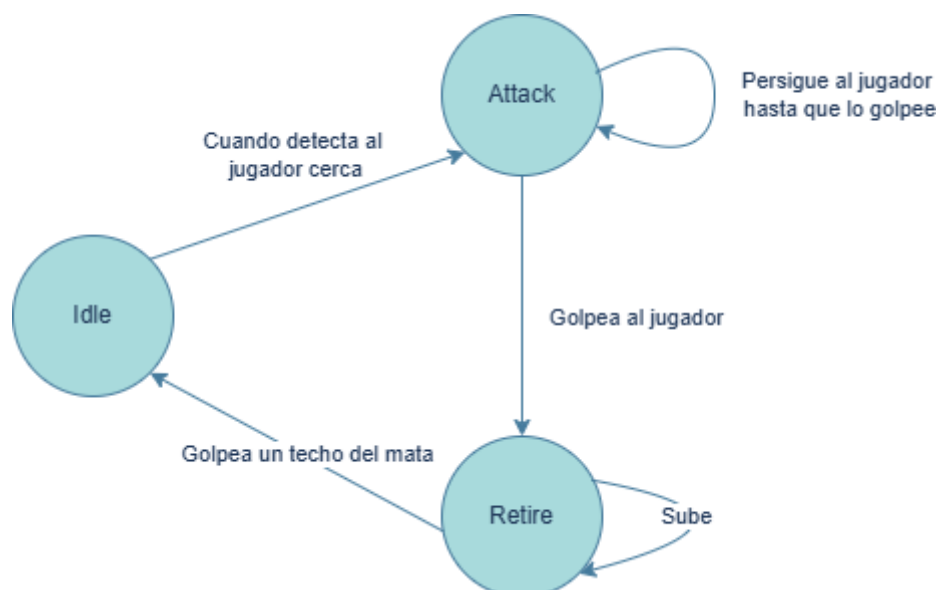 Attack
Persigue al jugador
hasta que lo golpee
Cuando detecta al
jugador cerca
Idle
Golpea al jugador
Golpea un techo del mata
Retire
Sube